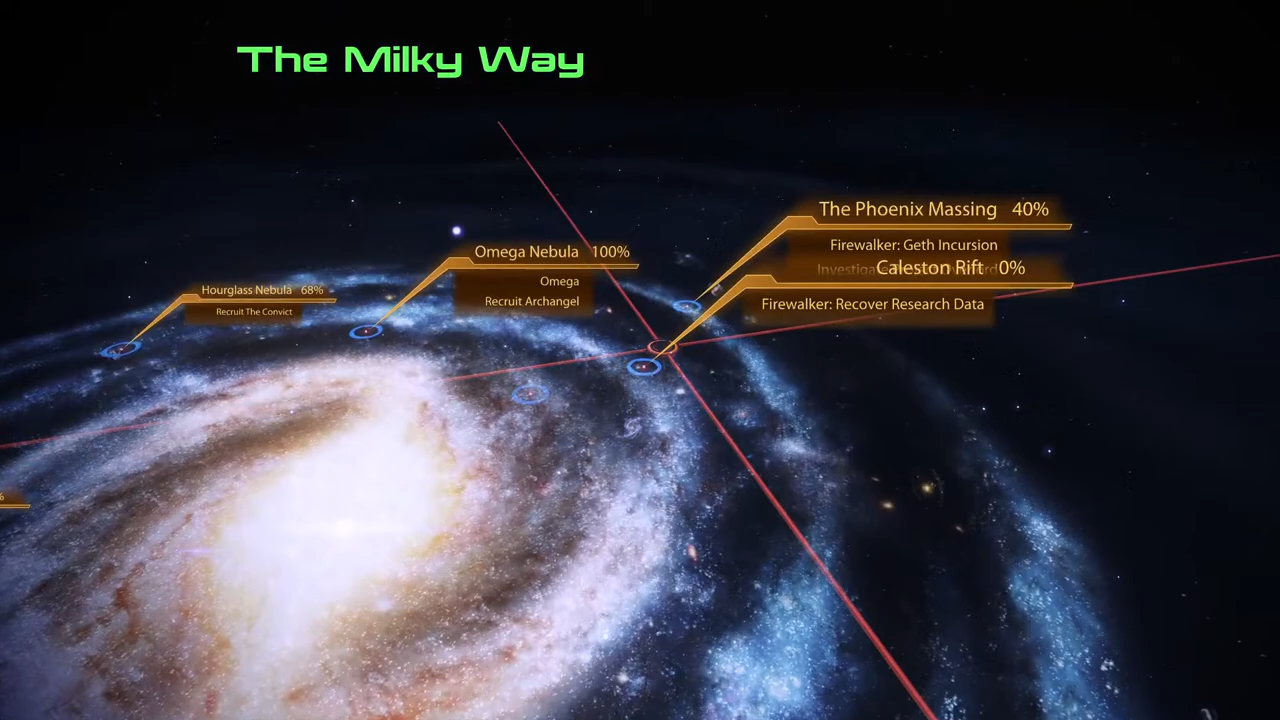 The Milky Way
The Phoenix Massing 40%
Firewalker: Geth Incursion
Caleston Rift 0%
Firewalker: Recover Research Data
Omega Nebula 100%
Omega
Recruit Archangel
Hourglass Nebula 68%
Recruit The Convict
%